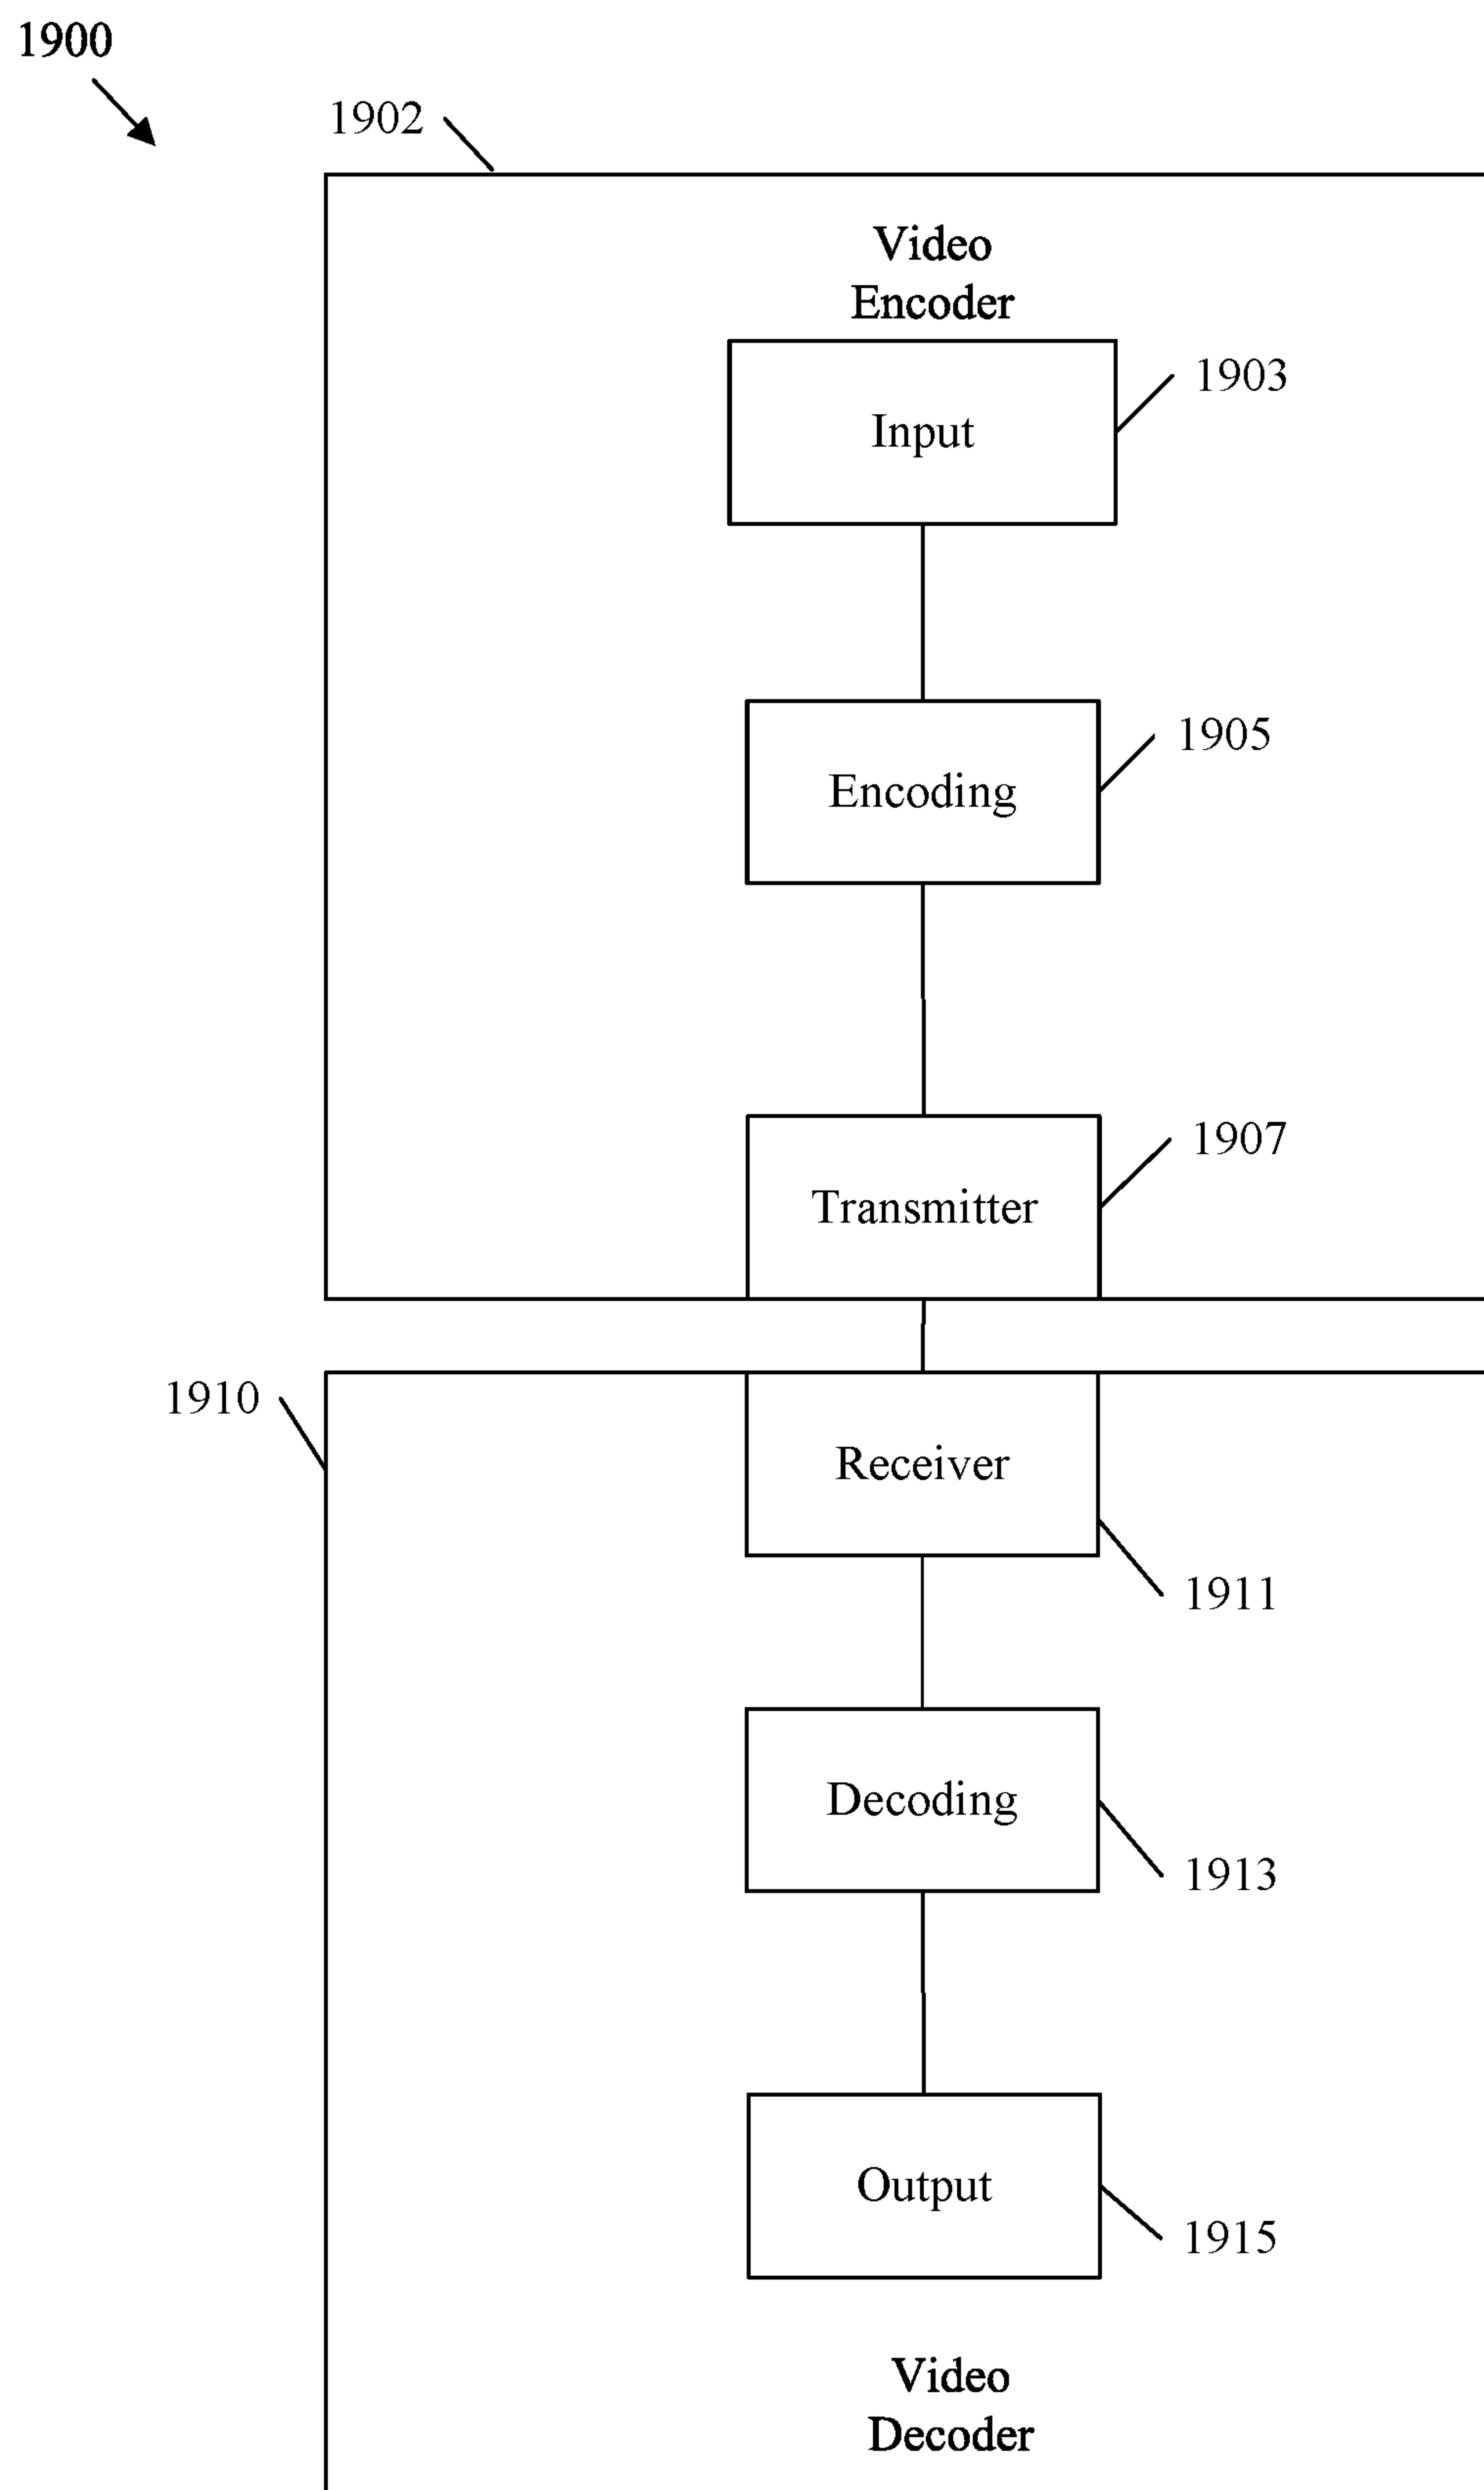 1900
1902
Video
Encoder
1903
Input
1905
Encoding
1907
Transmitter
1910
Receiver
1911
Decoding
1913
Output
1915
Video
Decoder